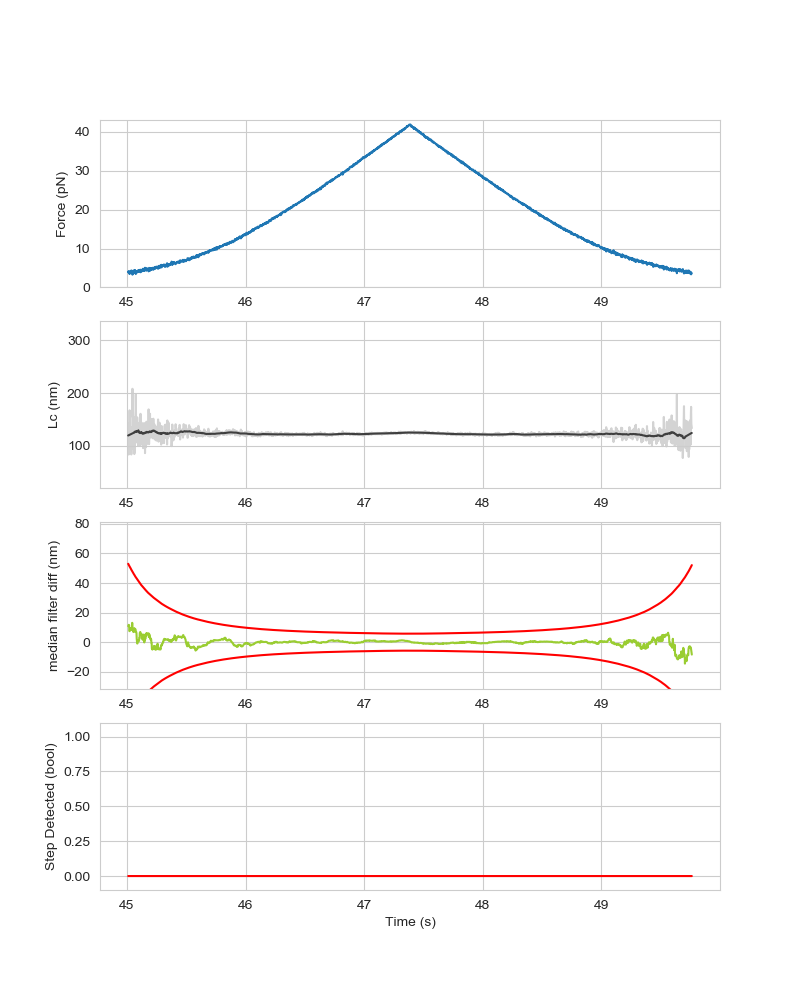 40
30
20
10
0
Force (pN)
45 46 47 48 49
300
200
100
Lc (nm)
45 46 47 48 49
80
60
40
20
0
−20
median filter diff (nm)
45 46 47 48 49
1.00
0.75
0.50
0.25
0.00
Step Detected (bool)
45 46 47 48 49
Time (s)